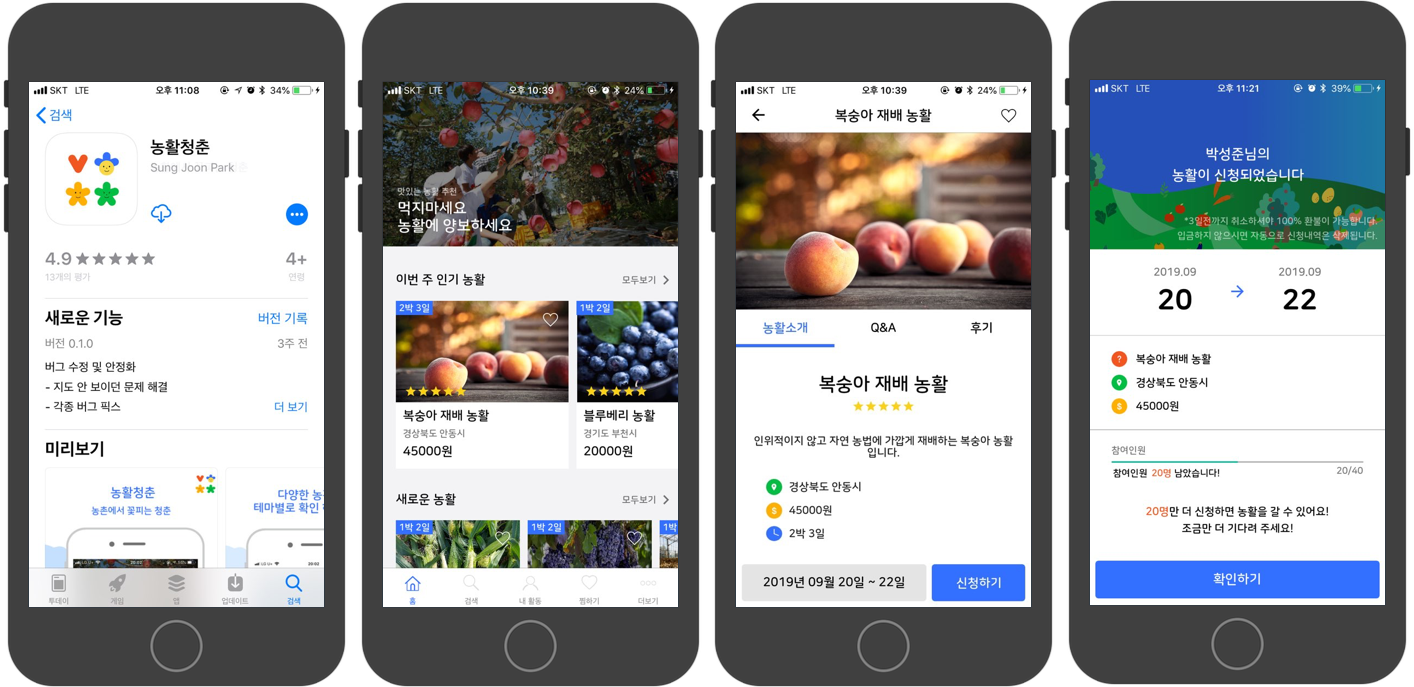 SKT LTE 오후 11:08 34%
검색
농활청춘
Sung Joon Park
4.9
13개의 평가
4+
연령
새로운 기능
버전 기록
버전 0.1.0
3주 전
버그 수정 및 안정화
- 지도 안 보이던 문제 해결
- 각종 버그 픽스
더 보기
미리보기
농활청춘
농촌에서 꽃피는 청춘
다양한 농
테마별로 확인
투데이
게임
앱
업데이트
검색
SKT LTE 오후 10:39 24%
맛있는 농활 추천
먹지마세요
농활에 양보하세요
이번 주 인기 농활
모두보기
2박 3일
1박 2일
복숭아 재배 농활
경상북도 안동시
45000원
블루베리 농활
경기도 부천시
20000원
새로운 농활
모두보기
1박 2일
1박 2일
1박
홈
검색
내 활동
찜하기
더보기
SKT LTE 오후 10:39 24%
복숭아 재배 농활
농활소개
Q&A
후기
복숭아 재배 농활
인위적이지 않고 자연 농법에 가깝게 재배하는 복숭아 농활
입니다.
경상북도 안동시
45000원
2박 3일
2019년 09월 20일 ~ 22일
신청하기
SKT LTE 오후 11:21 39%
박성준님의
농활이 신청되었습니다
*3일전까지 취소하셔야 100% 환불이 가능합니다.
입금하지 않으시면 자동으로 신청내역은 삭제됩니다.
2019.09
20
2019.09
22
복숭아 재배 농활
경상북도 안동시
45000원
참여인원
참여인원 20명 남았습니다!
20/40
20명만 더 신청하면 농활을 갈 수 있어요!
조금만 더 기다려 주세요!
확인하기